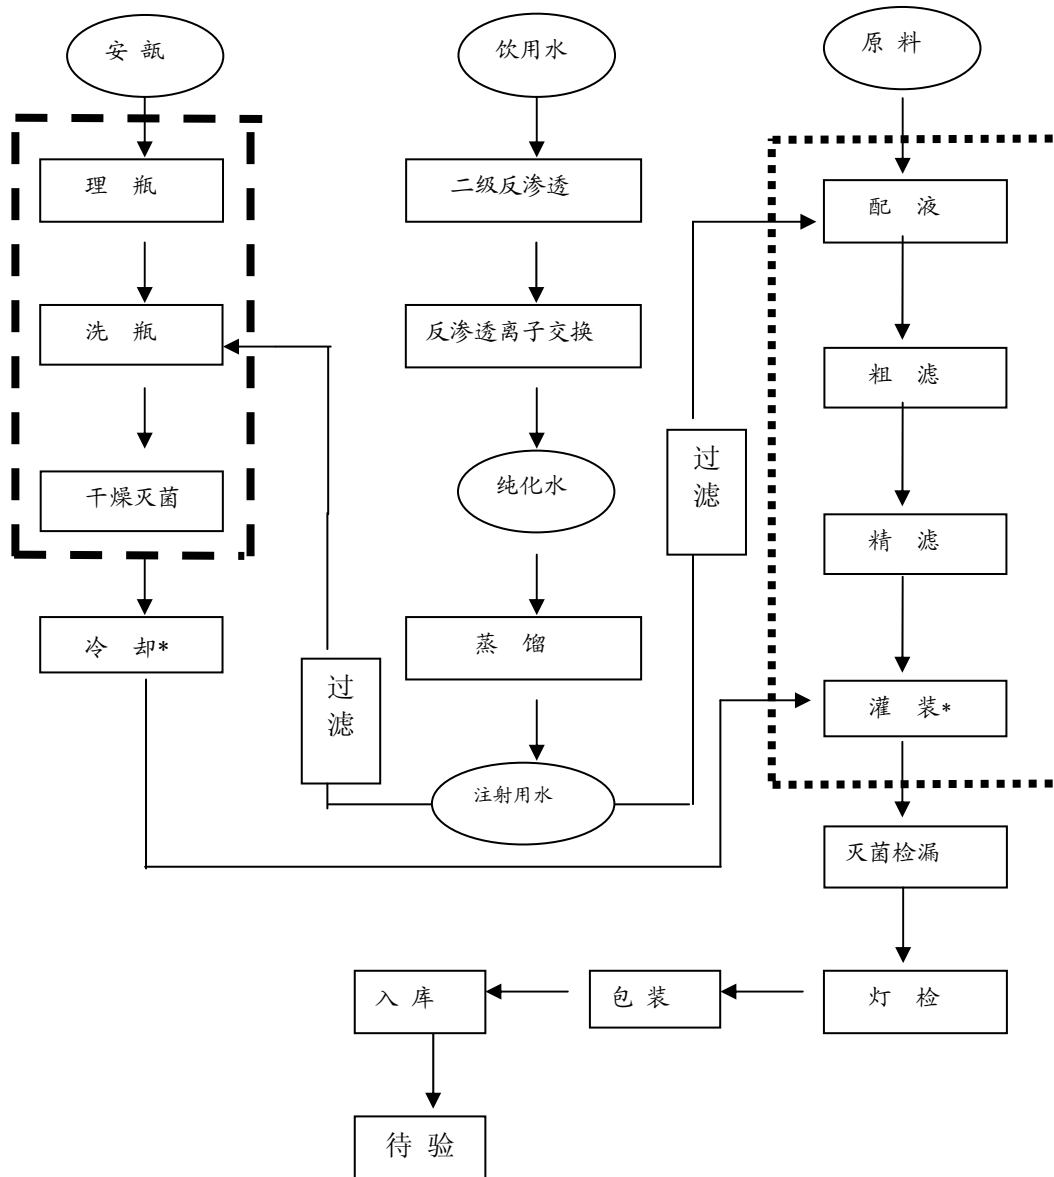 安 瓿
饮用水
原 料
理 瓶
二级反渗透
配 液
洗 瓶
反渗透离子交换
粗 滤
过
滤
干燥灭菌
纯化水
精 滤
冷 却*
蒸 馏
过
滤
灌 装*
注射用水
灭菌检漏
入 库
包 装
灯 检
待 验